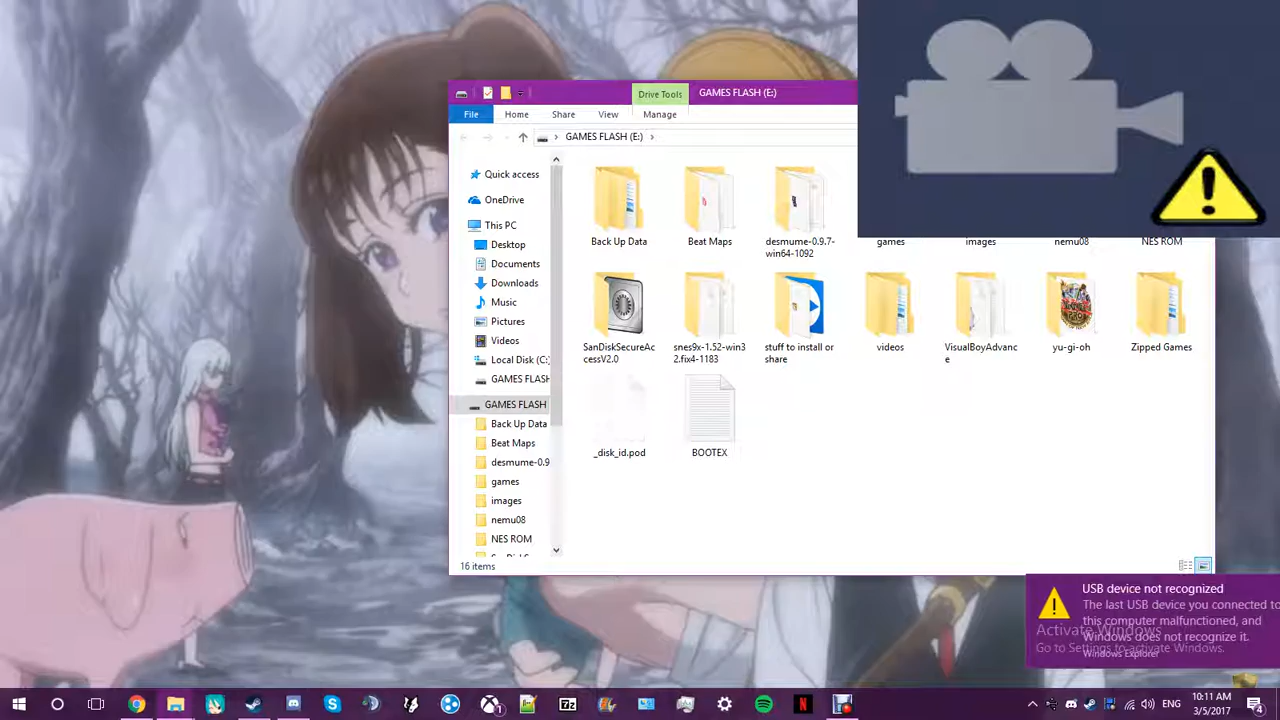 Drive Tools
GAMES FLASH (E:)
File
Home
Share
View
Manage
GAMES FLASH (E:)
Quick access
OneDrive
This PC
Desktop
Documents
Downloads
Music
Pictures
Videos
Local Disk (C:
GAMES FLASH
GAMES FLASH
Back Up Data
Beat Maps
desmume-0.9
games
images
nemu08
NES ROM
Back Up Data
Beat Maps
desmume-0.9.7-
win64-1092
games
images
nemu08
NES ROM
SanDiskSecureAc
cessV2.0
snes9x-1.52-win3
2.fix4-1183
stuff to install or
share
videos
VisualBoyAdvanc
e
yu-gi-oh
Zipped Games
_disk_id.pod
BOOTEX
16 items
USB device not recognized
The last USB device you connected to
this computer malfunctioned, and
Windows does not recognize it.
Windows Explorer
Activate Windows
Go to Settings to activate Windows.
ENG
10:11 AM
3/5/2017